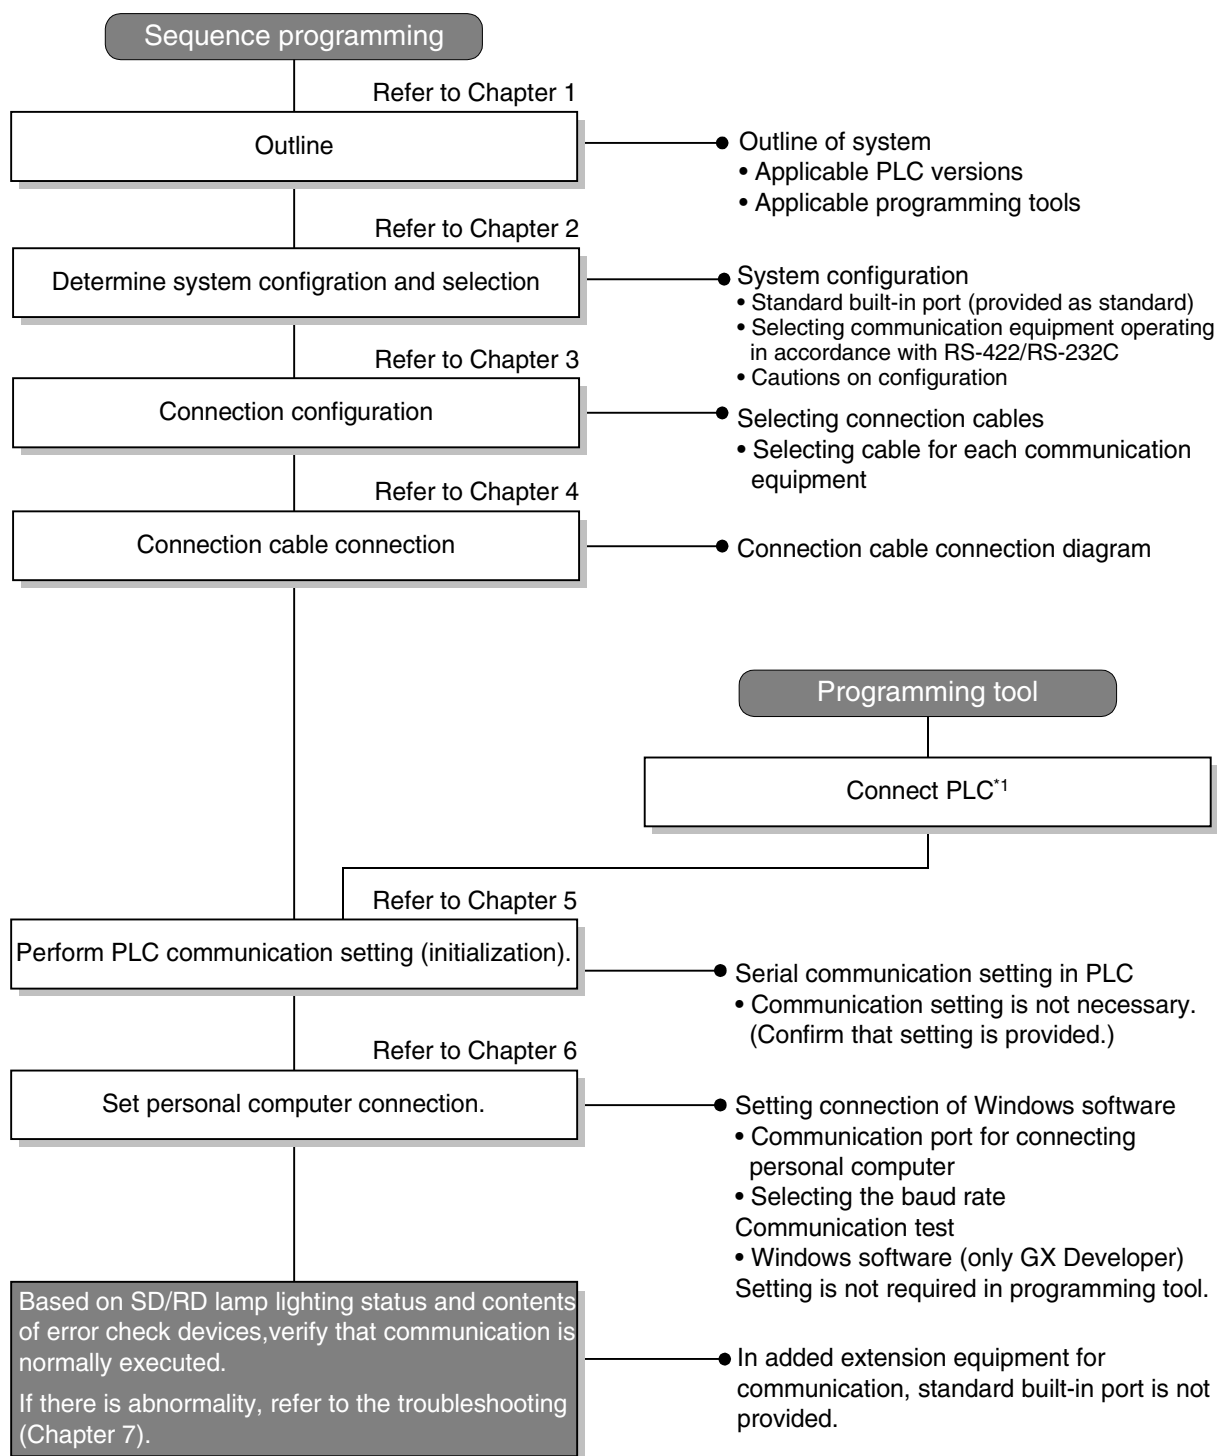 Sequence programming
Refer to Chapter 1
Outline
Outline of system
• Applicable PLC versions
• Applicable programming tools
Refer to Chapter 2
Determine system configration and selection
System configuration
• Standard built-in port (provided as standard)
• Selecting communication equipment operating
in accordance with RS-422/RS-232C
• Cautions on configuration
Refer to Chapter 3
Connection configuration
Selecting connection cables
• Selecting cable for each communication
equipment
Refer to Chapter 4
Connection cable connection
Connection cable connection diagram
Programming tool
Connect PLC*1
Refer to Chapter 5
Perform PLC communication setting (initialization).
Serial communication setting in PLC
• Communication setting is not necessary.
(Confirm that setting is provided.)
Refer to Chapter 6
Set personal computer connection.
Setting connection of Windows software
• Communication port for connecting
personal computer
• Selecting the baud rate
Communication test
• Windows software (only GX Developer)
Setting is not required in programming tool.
Based on SD/RD lamp lighting status and contents
of error check devices,verify that communication is
normally executed.
If there is abnormality, refer to the troubleshooting
(Chapter 7).
In added extension equipment for
communication, standard built-in port is not
provided.